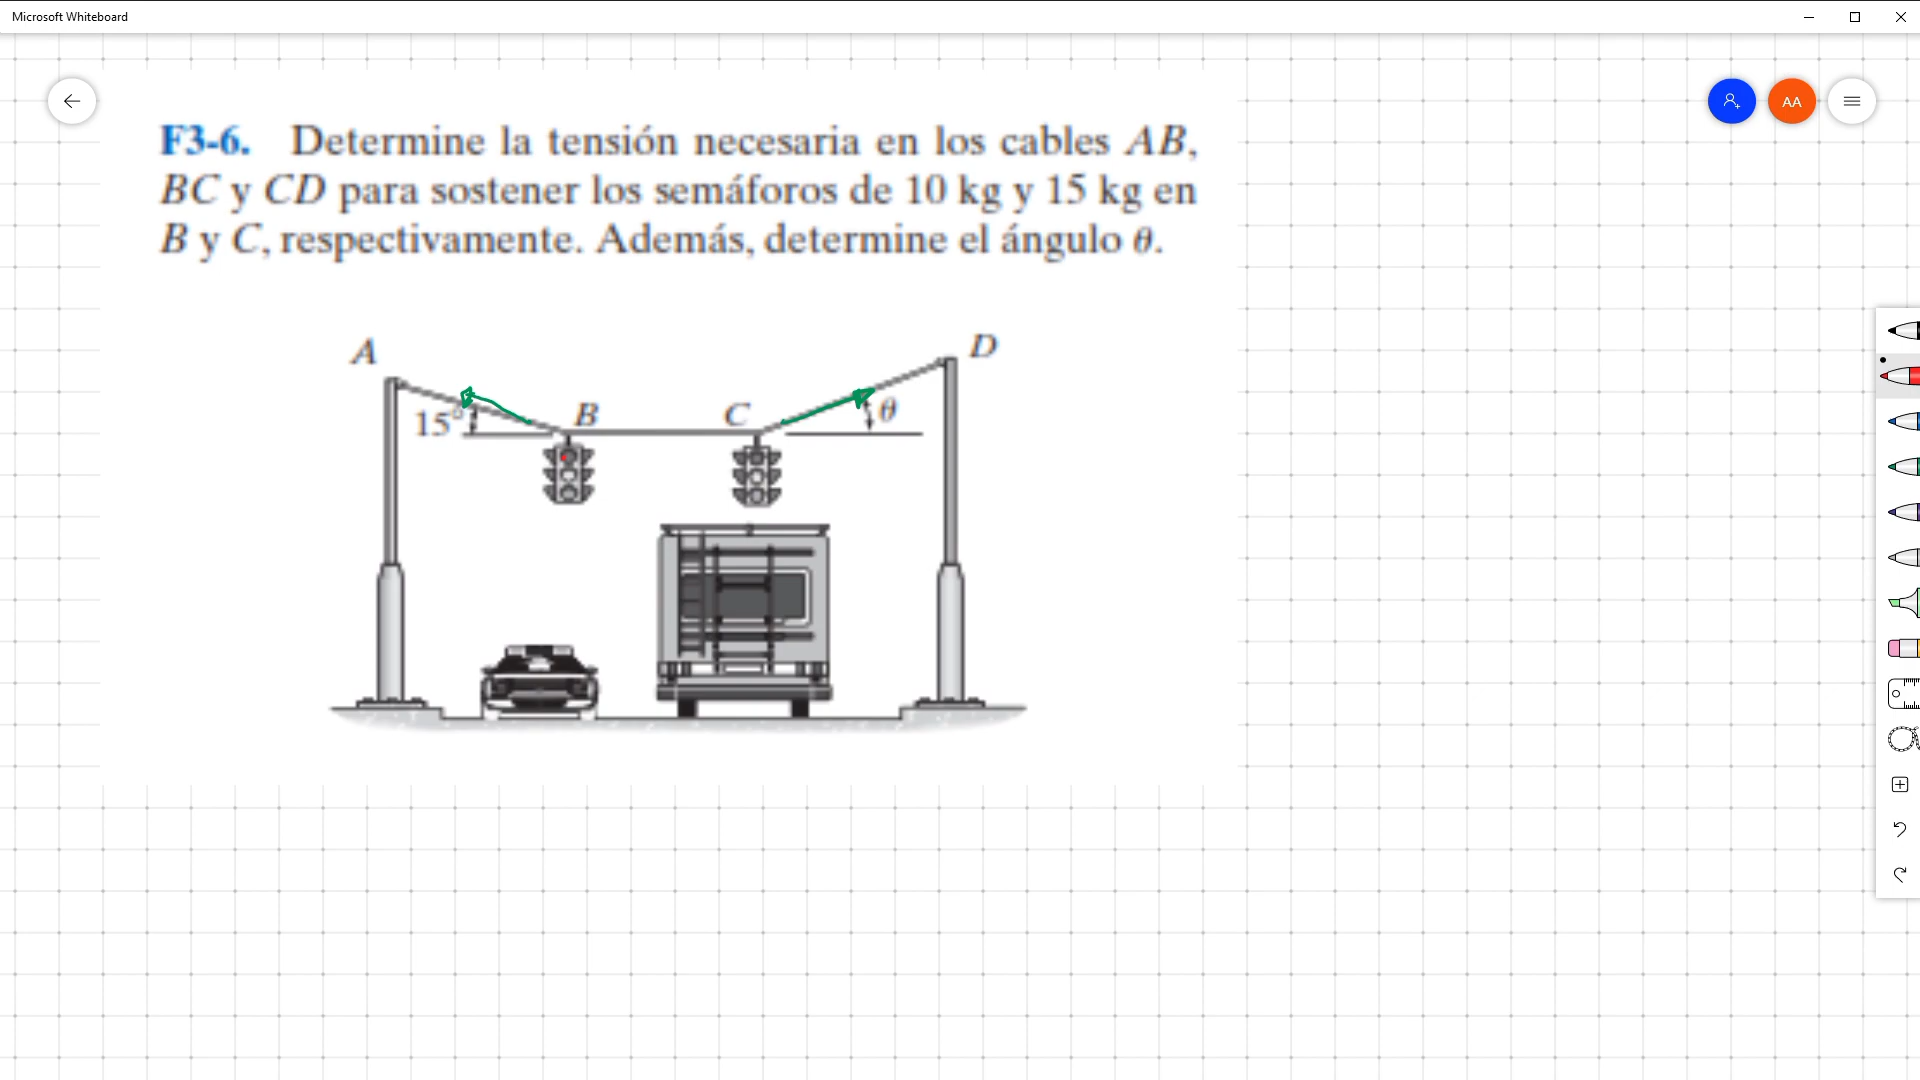 Microsoft Whiteboard
AA
F3-6. Determine la tensión necesaria en los cables AB,
BC y CD para sostener los semáforos de 10 kg y 15 kg en
B y C, respectivamente. Además, determine el ángulo θ.
A
D
15°
B
C
θ